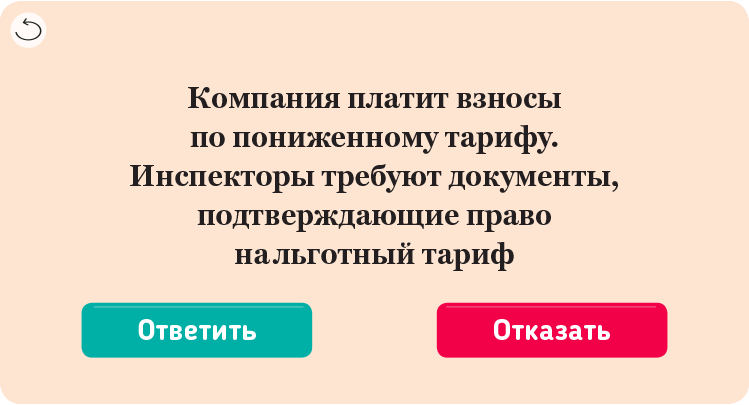 Компания платит взносы
по пониженному тарифу.
Инспекторы требуют документы,
подтверждающие право
на льготный тариф
Ответить
Отказать